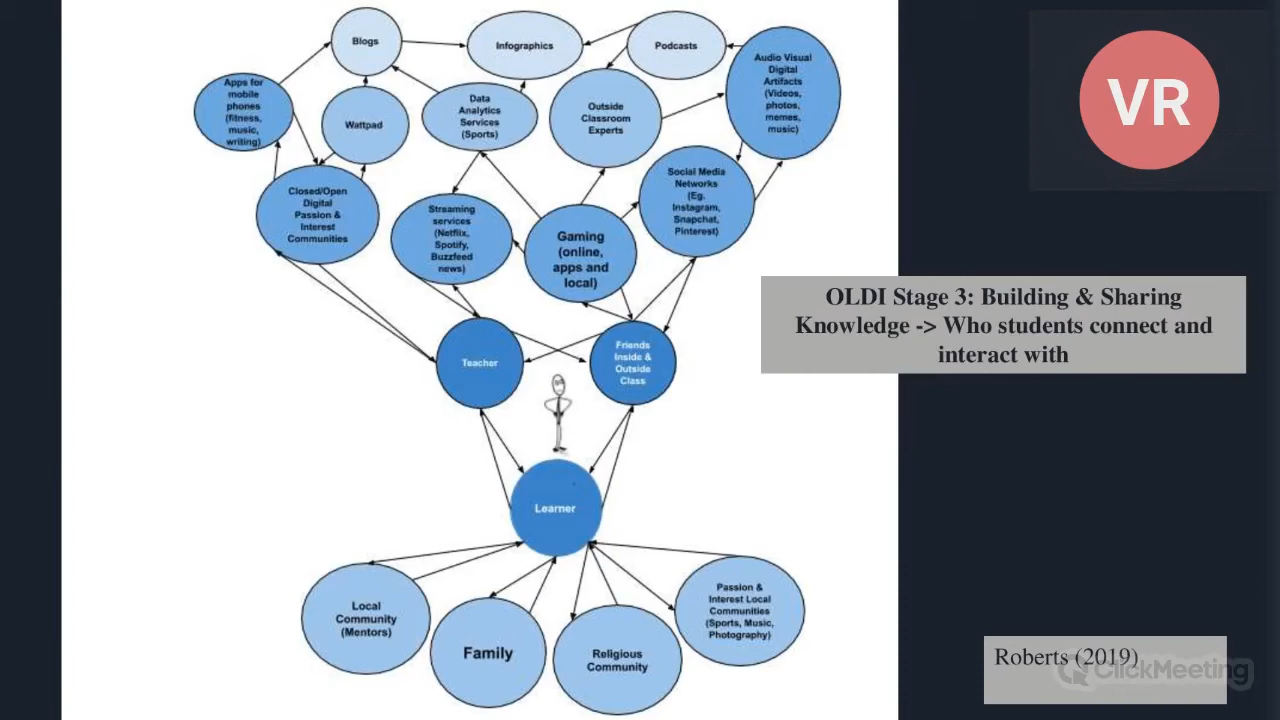 Blogs
Infographics
Podcasts
Audio Visual
Digital
Artifacts
(Videos,
photos,
memes,
music)
VR
Apps for
mobile
phones
(fitness,
music,
writing)
Wattpad
Data
Analytics
Services
(Sports)
Outside
Classroom
Experts
Closed/Open
Digital
Passion &
Interest
Communities
Streaming
services
(Netflix,
Spotify,
Buzzfeed
news)
Gaming
(online,
apps and
local)
Social Media
Networks
(Eg.
Instagram,
Snapchat,
Pinterest)
OLDI Stage 3: Building & Sharing
Knowledge -> Who students connect and
interact with
Teacher
Friends
Inside &
Outside
Class
Learner
Local
Community
(Mentors)
Family
Religious
Community
Passion &
Interest Local
Communities
(Sports, Music,
Photography)
Roberts (2019)
ClickMeeting